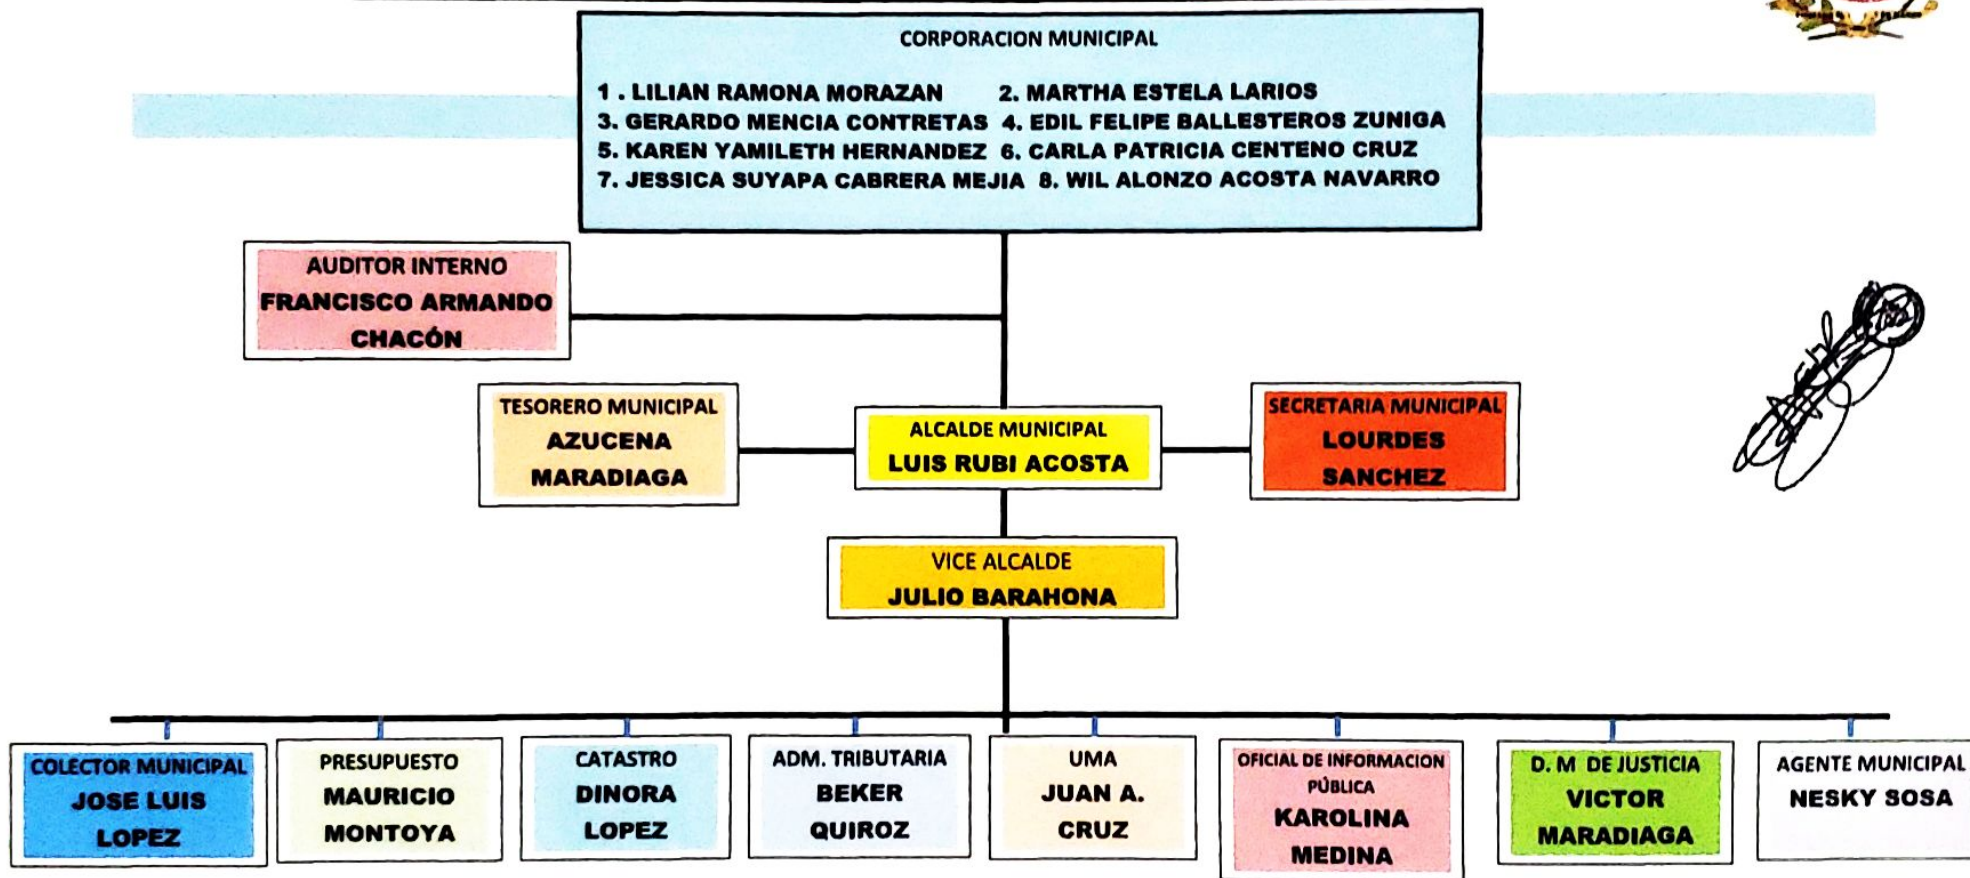 CORPORACION MUNICIPAL
1 . LILIAN RAMONA MORAZAN 2. MARTHA ESTELA LARIOS
3. GERARDO MENCIA CONTRETAS 4. EDIL FELIPE BALLESTEROS ZUNIGA
5. KAREN YAMILETH HERNANDEZ 6. CARLA PATRICIA CENTENO CRUZ
7. JESSICA SUYAPA CABRERA MEJIA 8. WIL ALONZO ACOSTA NAVARRO
AUDITOR INTERNO
FRANCISCO ARMANDO
CHACÓN
TESORERO MUNICIPAL
AZUCENA
MARADIAGA
ALCALDE MUNICIPAL
LUIS RUBI ACOSTA
SECRETARIA MUNICIPAL
LOURDES
SANCHEZ
VICE ALCALDE
JULIO BARAHONA
COLECTOR MUNICIPAL
JOSE LUIS
LOPEZ
PRESUPUESTO
MAURICIO
MONTOYA
CATASTRO
DINORA
LOPEZ
ADM. TRIBUTARIA
BEKER
QUIROZ
UMA
JUAN A.
CRUZ
OFICIAL DE INFORMACION
PÙBLICA
KAROLINA
MEDINA
D. M DE JUSTICIA
VICTOR
MARADIAGA
AGENTE MUNICIPAL
NESKY SOSA